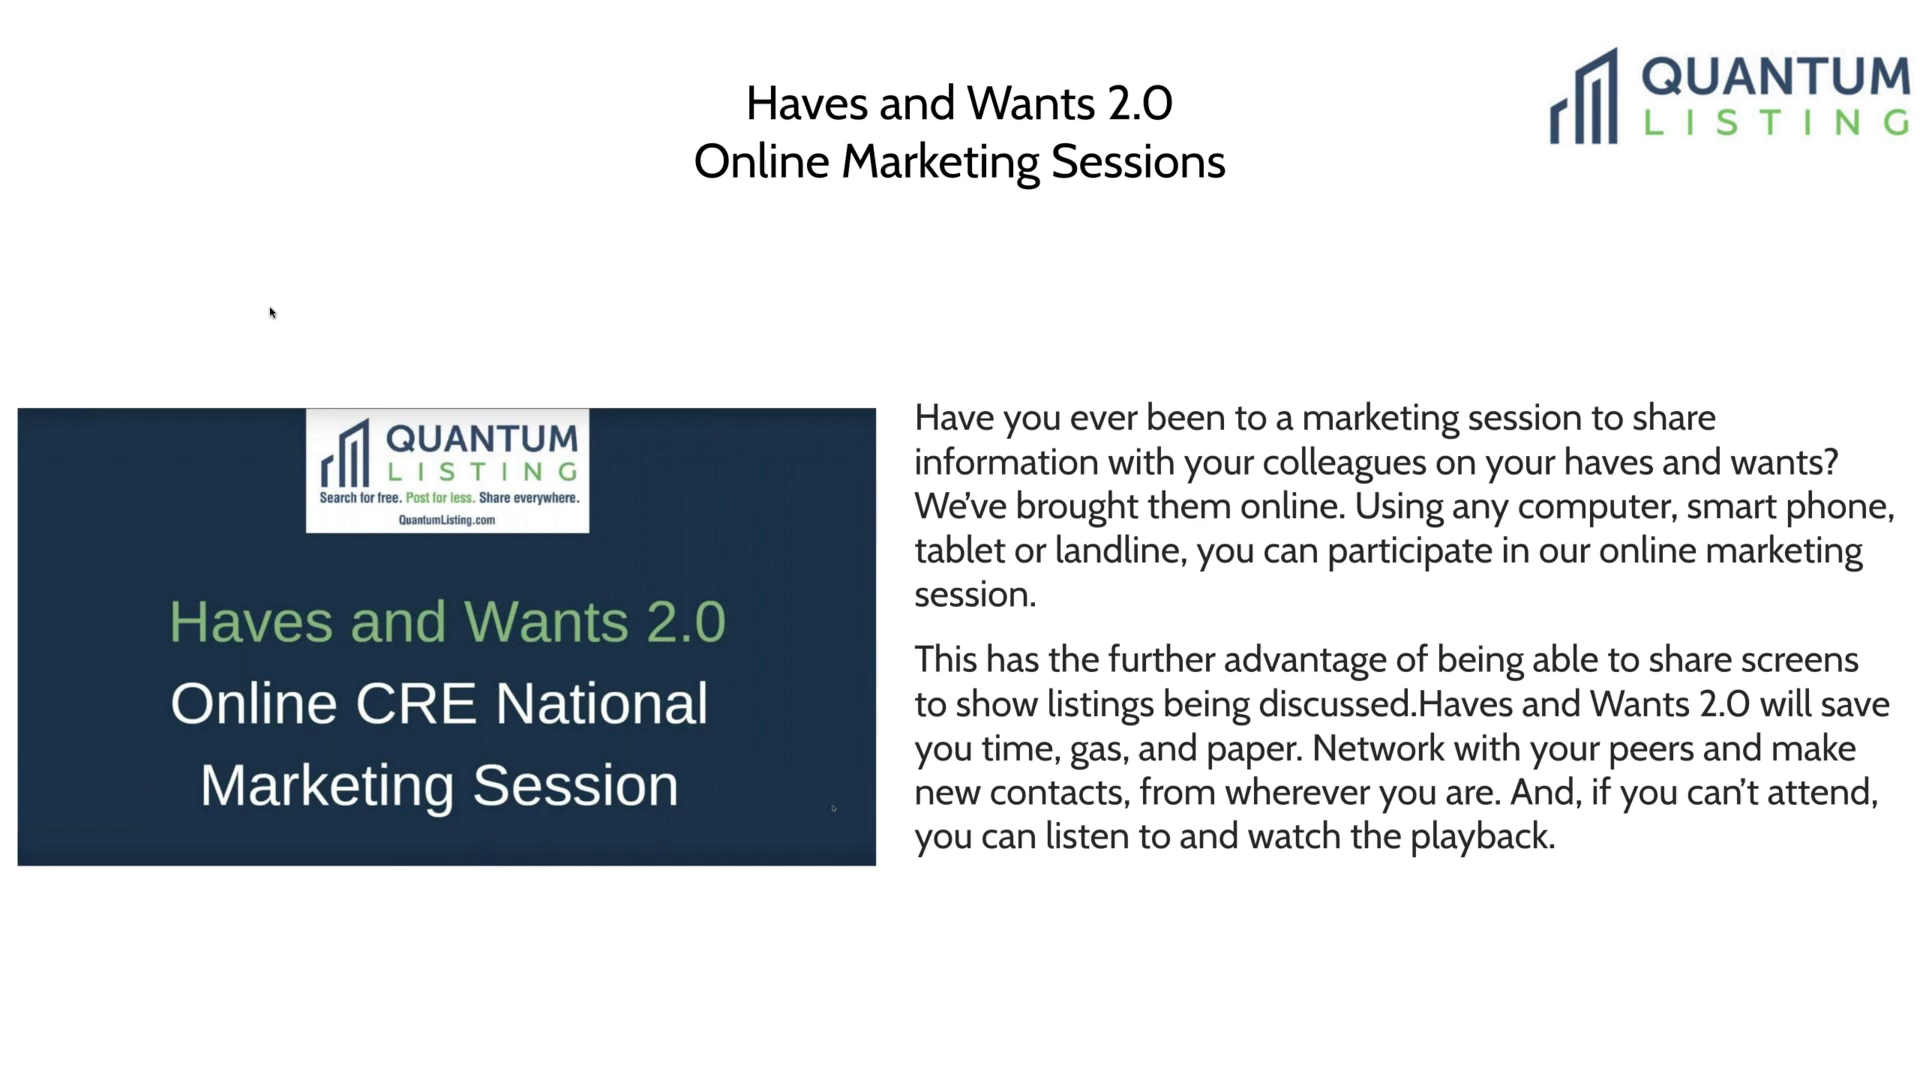 Haves and Wants 2.0
Online Marketing Sessions
QUANTUM
LISTING
QUANTUM
LISTING
Search for free. Post for less. Share everywhere.
QuantumListing.com
Haves and Wants 2.0
Online CRE National
Marketing Session
Have you ever been to a marketing session to share
information with your colleagues on your haves and wants?
We've brought them online. Using any computer, smart phone,
tablet or landline, you can participate in our online marketing
session.
This has the further advantage of being able to share screens
to show listings being discussed.Haves and Wants 2.0 will save
you time, gas, and paper. Network with your peers and make
new contacts, from wherever you are. And, if you can't attend,
you can listen to and watch the playback.